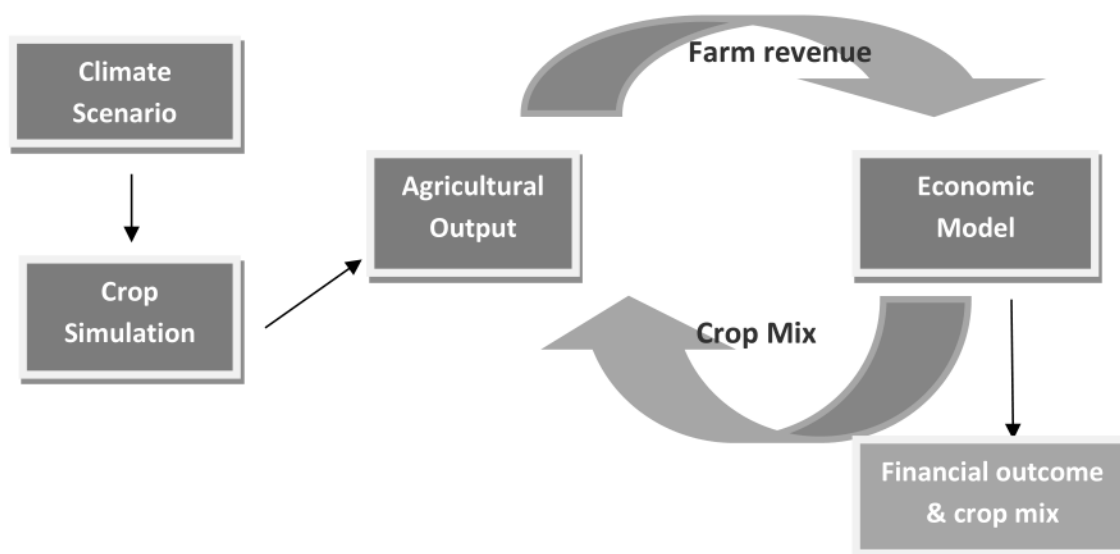 Climate
Scenario
Crop
Simulation
Agricultural
Output
Farm revenue
Economic
Model
Crop Mix
Financial outcome
& crop mix